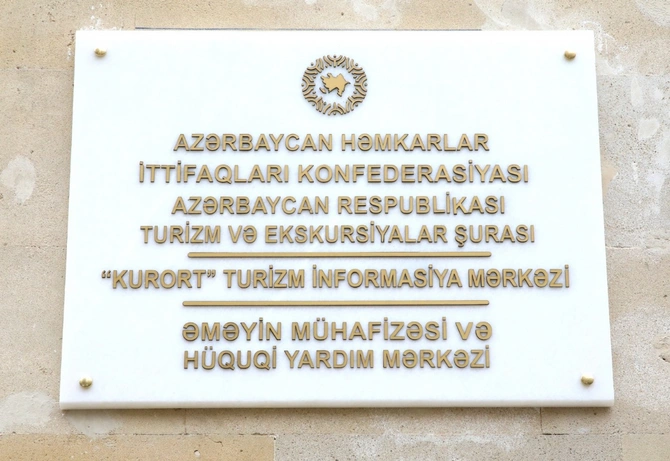 AZƏRBAYCAN HƏMKARLAR
İTTİFAQLARI KONFEDERASİYASI
AZƏRBAYCAN RESPUBLİKASI
TURİZM VƏ EKSKURSİYALAR ŞURASI
“KURORT” TURİZM İNFORMASİYA MƏRKƏZİ
ƏMƏYİN MÜHAFİZƏSİ VƏ
HÜQUQİ YARDIM MƏRKƏZİ